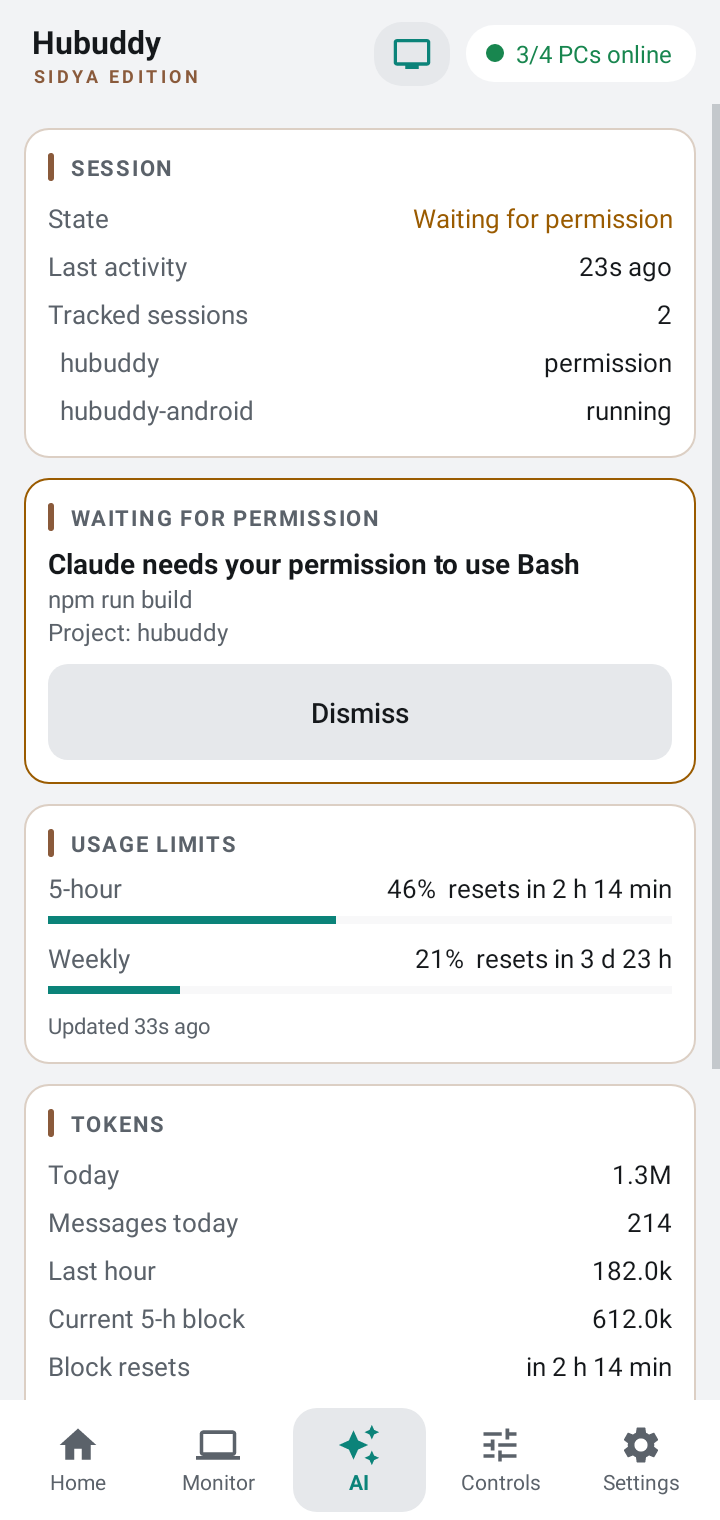 Hubuddy
SIDYA EDITION
3/4 PCs online
SESSION
State Waiting for permission
Last activity 23s ago
Tracked sessions 2
hubuddy permission
hubuddy-android running
WAITING FOR PERMISSION
Claude needs your permission to use Bash
npm run build
Project: hubuddy
Dismiss
USAGE LIMITS
5-hour 46% resets in 2 h 14 min
Weekly 21% resets in 3 d 23 h
Updated 33s ago
TOKENS
Today 1.3M
Messages today 214
Last hour 182.0k
Current 5-h block 612.0k
Block resets in 2 h 14 min
Home Monitor AI Controls Settings